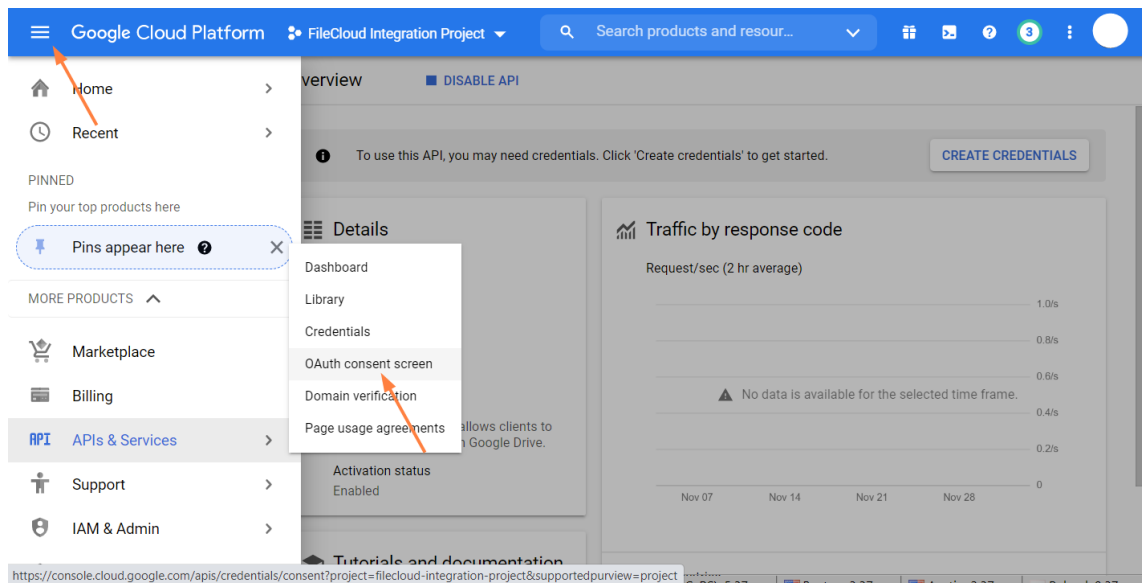 Google Cloud Platform
FileCloud Integration Project
Search products and resour...
3
Home
Recent
PINNED
Pin your top products here
Pins appear here
MORE PRODUCTS
Marketplace
Billing
API APIs & Services
Support
IAM & Admin
Dashboard
Library
Credentials
OAuth consent screen
Domain verification
Page usage agreements
verview
DISABLE API
To use this API, you may need credentials. Click 'Create credentials' to get started.
CREATE CREDENTIALS
Details
allows clients to
Google Drive.
Activation status
Enabled
Tutorials and documentation
Traffic by response code
Request/sec (2 hr average)
1.0/s
0.8/s
0.6/s
No data is available for the selected time frame.
0.4/s
0.2/s
0
Nov 07 Nov 14 Nov 21 Nov 28
https://console.cloud.google.com/apis/credentials/consent?project=filecloud-integration-project&supportedpurview=project